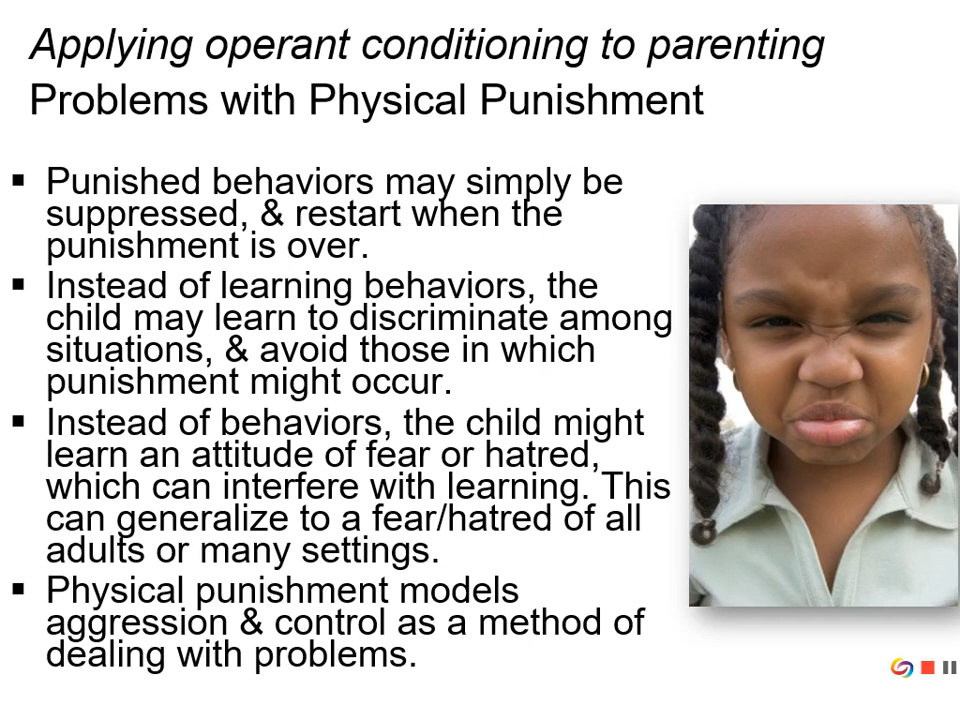 Applying operant conditioning to parenting
Problems with Physical Punishment
▪ Punished behaviors may simply be
suppressed, & restart when the
punishment is over.
▪ Instead of learning behaviors, the
child may learn to discriminate among
situations, & avoid those in which
punishment might occur.
▪ Instead of behaviors, the child might
learn an attitude of fear or hatred,
which can interfere with learning. This
can generalize to a fear/hatred of all
adults or many settings.
▪ Physical punishment models
aggression & control as a method of
dealing with problems.